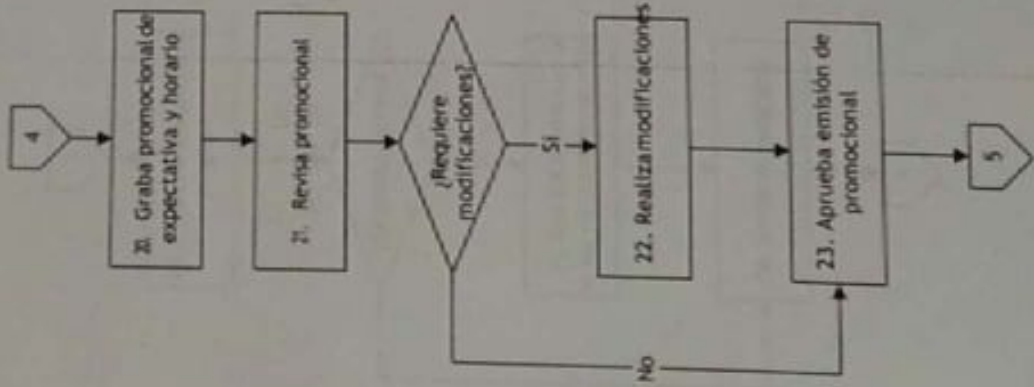 4
20. Graba promocional de
expectativa y horario
21. Revisa promocional
¿Requiere
modificaciones?
Si
22. Realiza modificaciones
No
23. Aprueba emisión de
promocional
5